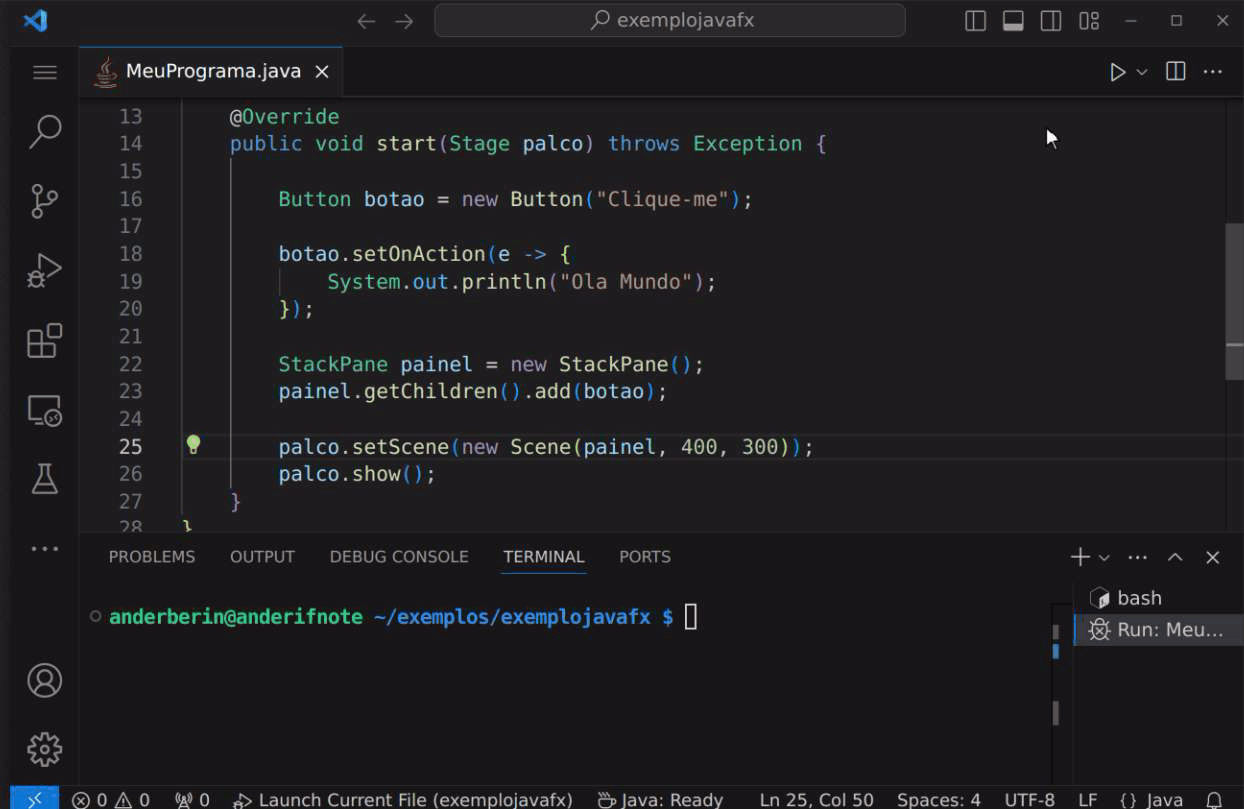 exemplojavafx
MeuPrograma.java
13 @Override
14 public void start(Stage palco) throws Exception {
15
16 Button botao = new Button("Clique-me");
17
18 botao.setOnAction(e -> {
19 System.out.println("Ola Mundo");
20 });
21
22 StackPane painel = new StackPane();
23 painel.getChildren().add(botao);
24
25 palco.setScene(new Scene(painel, 400, 300));
26 palco.show();
27 }
28 }
PROBLEMS OUTPUT DEBUG CONSOLE TERMINAL PORTS
anderberin@anderifnote ~/exemplos/exemplojavafx $
bash
Run: Meu...
0 0 0 Launch Current File (exemplojavafx) Java: Ready Ln 25, Col 50 Spaces: 4 UTF-8 LF {} Java